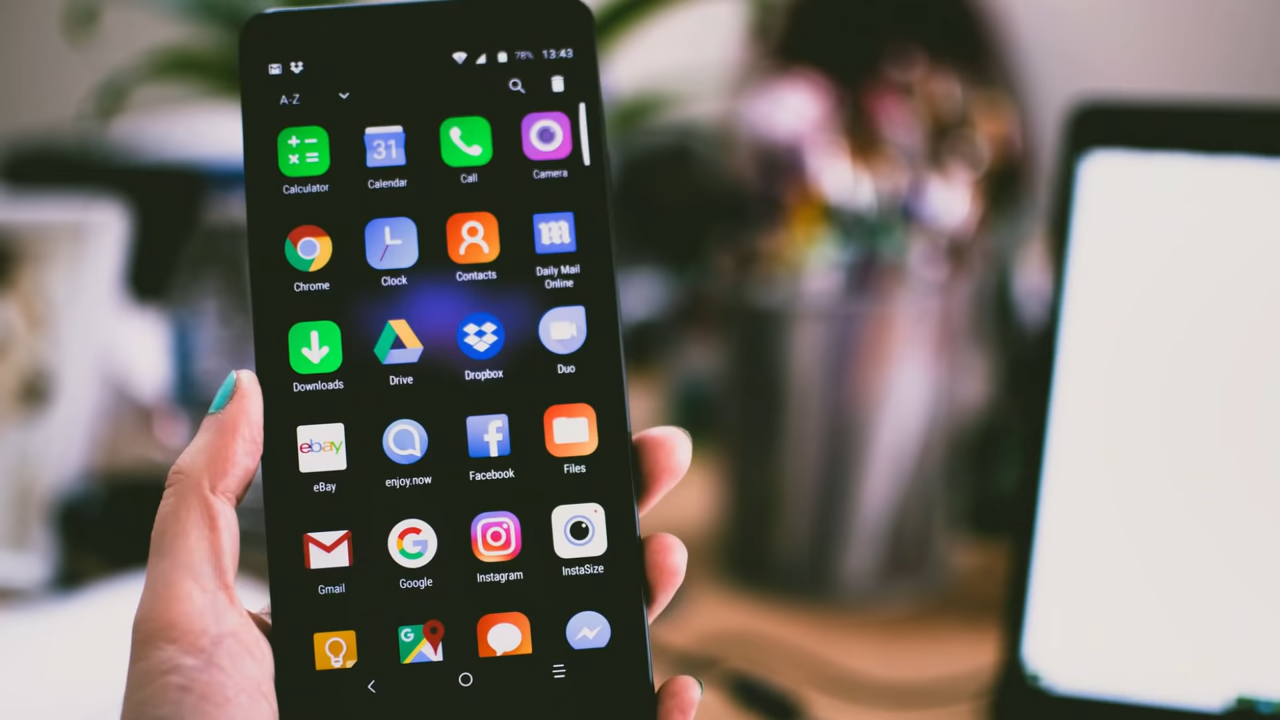 78% 13:43
A-Z
Calculator Calendar Call Camera
31
Chrome Clock Contacts Daily Mail Online
m
Downloads Drive Dropbox Duo
ebay
eBay enjoy.now Facebook Files
f
Gmail Google Instagram InstaSize
G
G